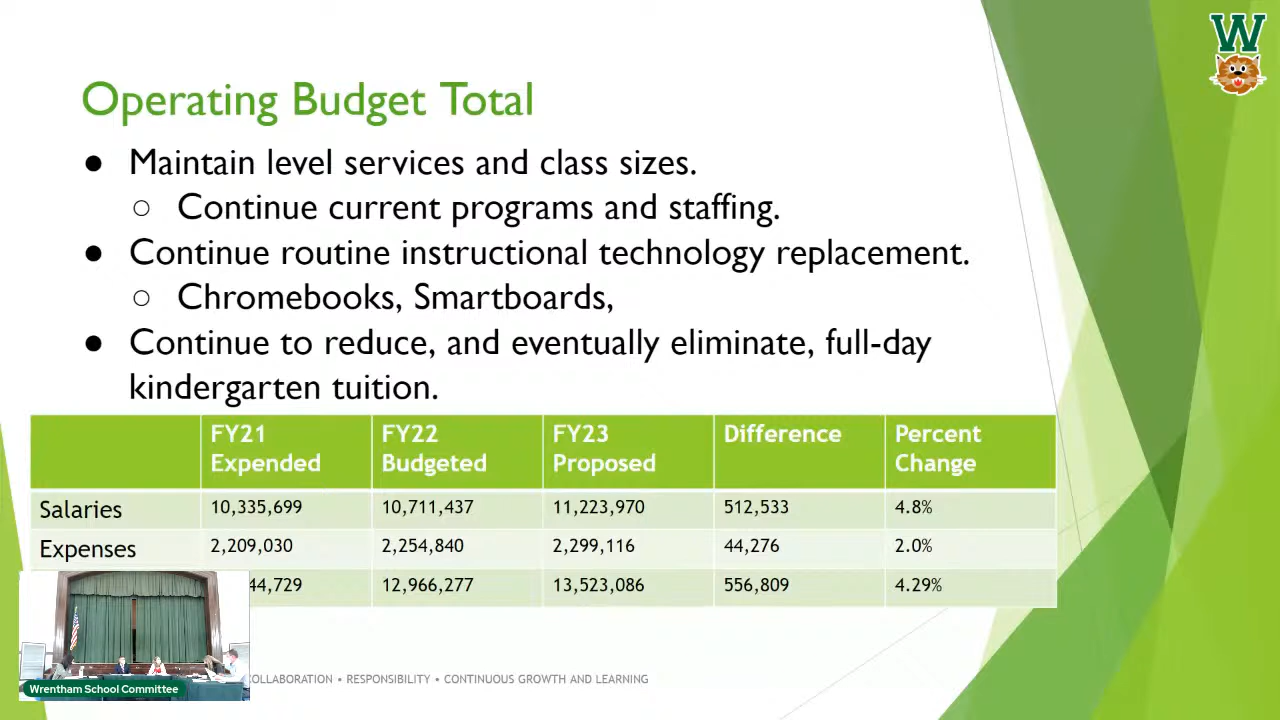 W
Operating Budget Total
● Maintain level services and class sizes.
○ Continue current programs and staffing.
● Continue routine instructional technology replacement.
○ Chromebooks, Smartboards,
● Continue to reduce, and eventually eliminate, full-day
kindergarten tuition.
FY21 Expended FY22 Budgeted FY23 Proposed Difference Percent Change
Salaries 10,335,699 10,711,437 11,223,970 512,533 4.8%
Expenses 2,209,030 2,254,840 2,299,116 44,276 2.0%
44,729 12,966,277 13,523,086 556,809 4.29%
OLLABORATION • RESPONSIBILITY • CONTINUOUS GROWTH AND LEARNING
Wrentham School Committee